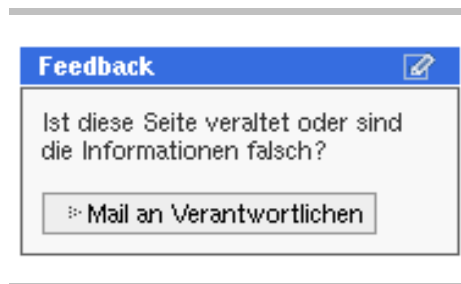 Feedback
Ist diese Seite veraltet oder sind
die Informationen falsch?
Mail an Verantwortlichen